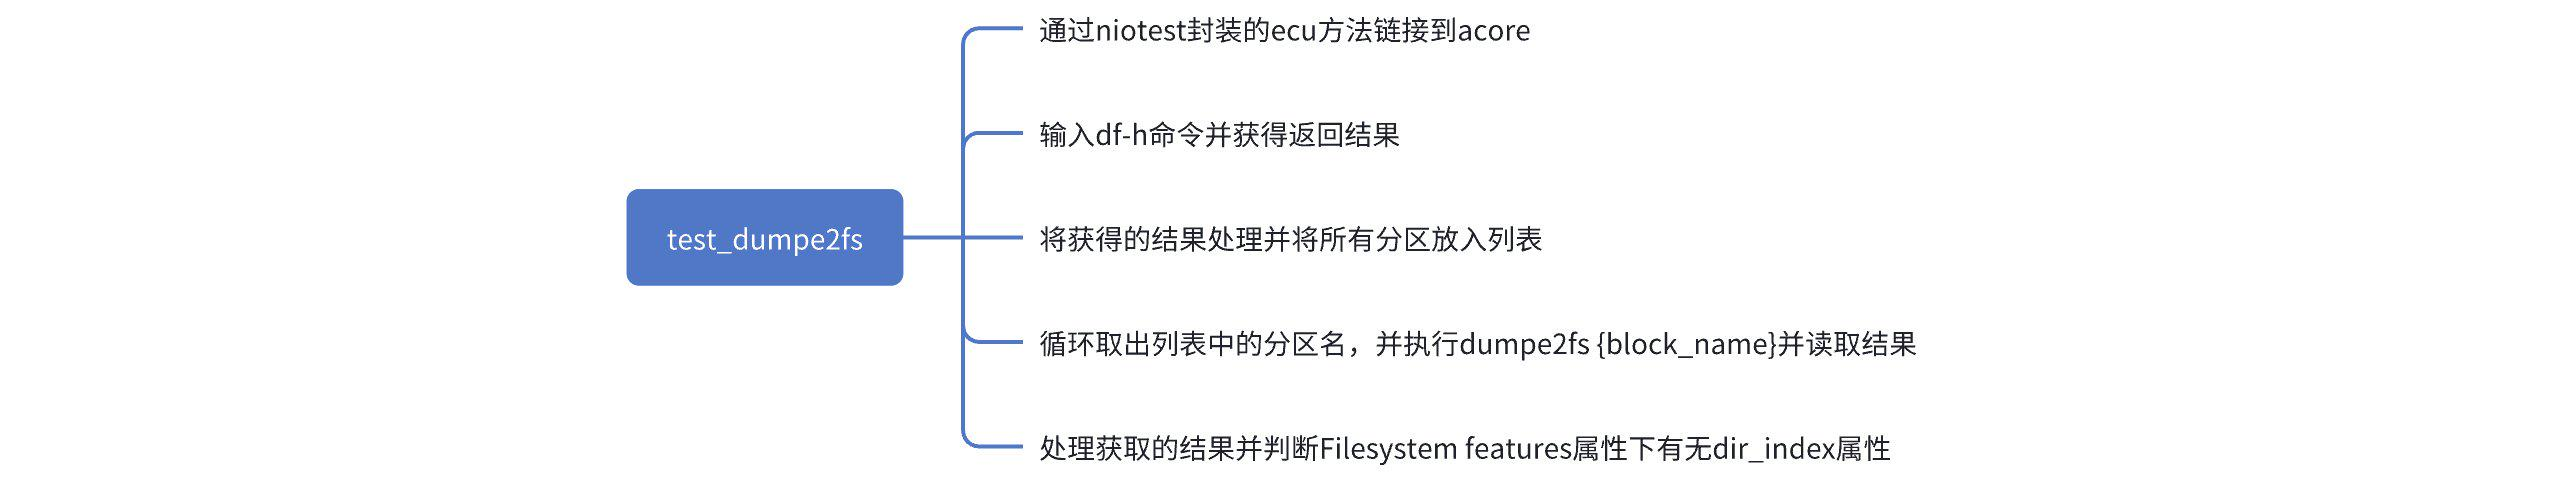 通过niotest封装的ecu方法链接到acore
输入df-h命令并获得返回结果
test_dumpe2fs
将获得的结果处理并将所有分区放入列表
循环取出列表中的分区名，并执行dumpe2fs {block_name}并读取结果
处理获取的结果并判断Filesystem features属性下有无dir_index属性